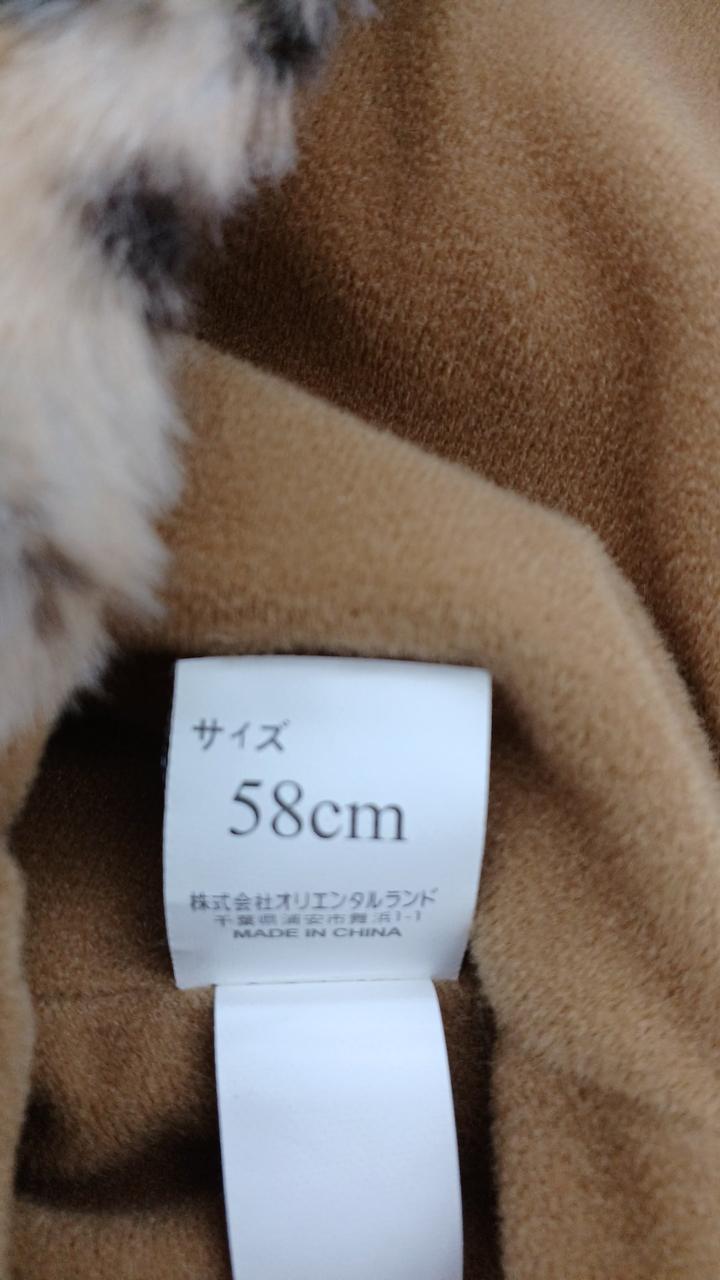 サイズ
58cm
株式会社オリエンタルランド
千葉県浦安市舞浜1-1
MADE IN CHINA